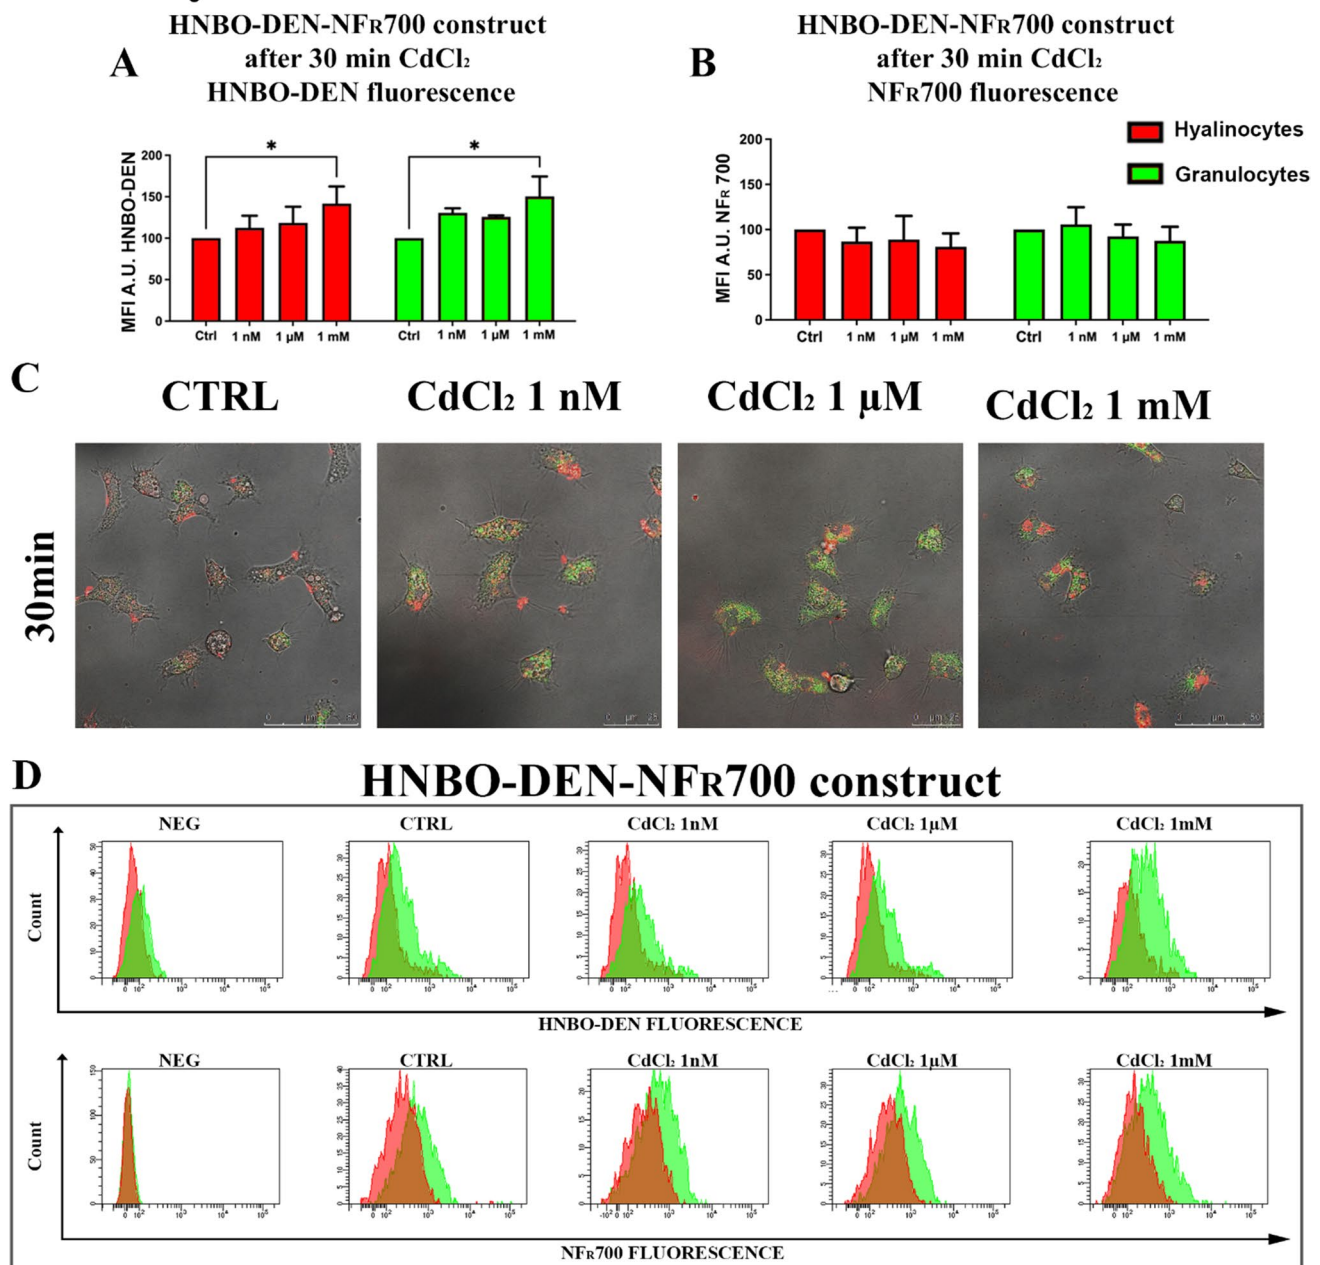 HNBO-DEN-NFR700 construct
after 30 min CdCl2
HNBO-DEN fluorescence
A
HNBO-DEN-NFR700 construct
after 30 min CdCl2
NFR700 fluorescence
B
Hyalinocytes
Granulocytes
MFI A.U. HNBO-DEN
200
150
100
50
0
*
*
Ctrl 1 nM 1 µM 1 mM Ctrl 1 nM 1 µM 1 mM
MFI A.U. NFR 700
200
150
100
50
0
Ctrl 1 nM 1 µM 1 mM Ctrl 1 nM 1 µM 1 mM
C
CTRL CdCl2 1 nM CdCl2 1 µM CdCl2 1 mM
30min
D
HNBO-DEN-NFR700 construct
NEG CTRL CdCl2 1nM CdCl2 1µM CdCl2 1mM
Count
HNBO-DEN FLUORESCENCE
NEG CTRL CdCl2 1nM CdCl2 1µM CdCl2 1mM
Count
NFR700 FLUORESCENCE